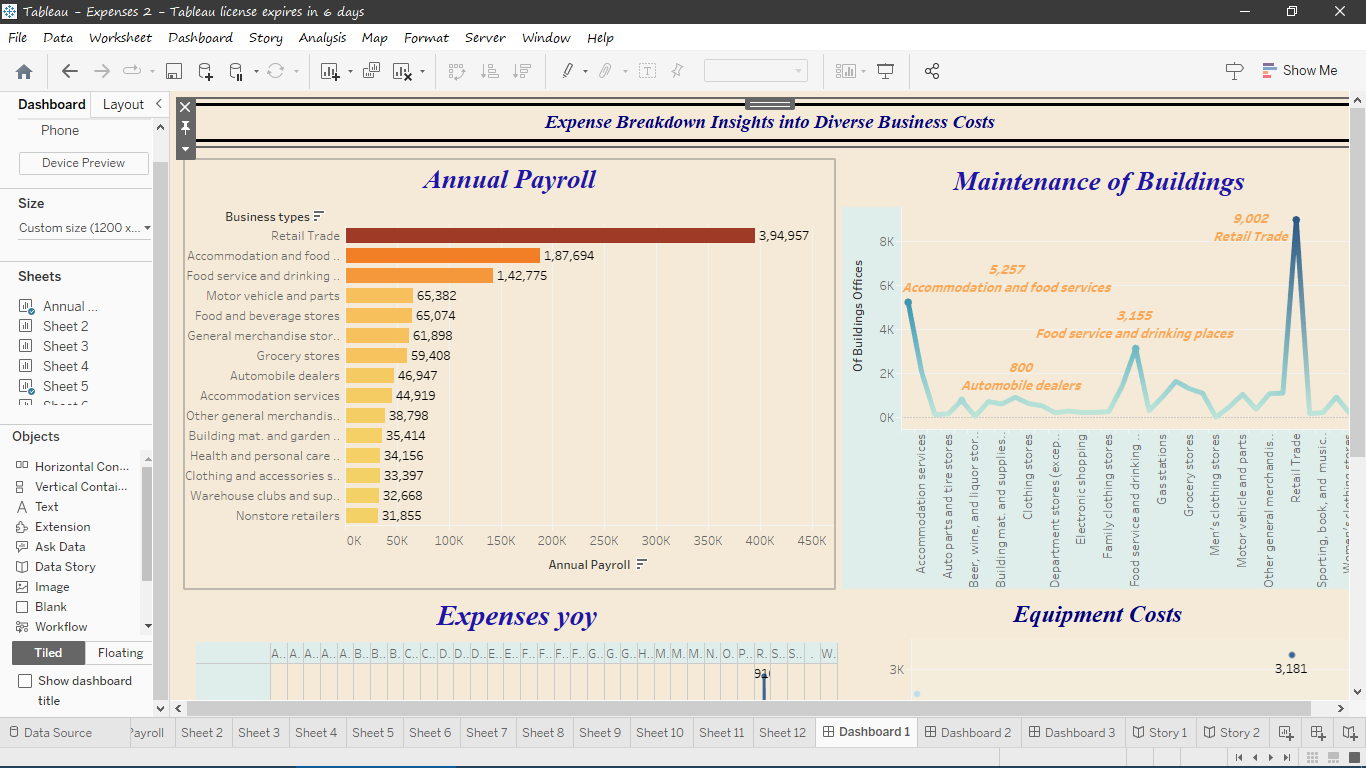 Tableau - Expenses 2 - Tableau license expires in 6 days
File Data Worksheet Dashboard Story Analysis Map Format Server Window Help
Show Me
Dashboard Layout
Phone
Device Preview
Size
Custom size (1200 x...
Sheets
Annual ...
Sheet 2
Sheet 3
Sheet 4
Sheet 5
Objects
Horizontal Con...
Vertical Contai...
Text
Extension
Ask Data
Data Story
Image
Blank
Workflow
Tiled Floating
Show dashboard
title
Expense Breakdown Insights into Diverse Business Costs
Annual Payroll
Business types
Retail Trade 3,94,957
Accommodation and food .. 1,87,694
Food service and drinking .. 1,42,775
Motor vehicle and parts 65,382
Food and beverage stores 65,074
General merchandise stor.. 61,898
Grocery stores 59,408
Automobile dealers 46,947
Accommodation services 44,919
Other general merchandis.. 38,798
Building mat. and garden .. 35,414
Health and personal care .. 34,156
Clothing and accessories s.. 33,397
Warehouse clubs and sup.. 32,668
Nonstore retailers 31,855
0K 50K 100K 150K 200K 250K 300K 350K 400K 450K
Annual Payroll
Maintenance of Buildings
Of Buildings Offices
8K
6K
4K
2K
0K
9,002
Retail Trade
5,257
Accommodation and food services
3,155
Food service and drinking places
800
Automobile dealers
Accommodation services
Auto parts and tire stores
Beer, wine, and liquor stor..
Building mat. and supplies..
Clothing stores
Department stores (excep..
Electronic shopping
Family clothing stores
Food service and drinking ..
Gas stations
Grocery stores
Men's clothing stores
Motor vehicle and parts
Other general merchandis..
Retail Trade
Sporting, book, and music..
Women's clothing stores
Expenses yoy
A.. A. A.. A.. A. B.. B.. B.. C.. C.. D.. D.. D.. E.. E.. F.. F.. F.. F.. G.. G.. G.. H.. M.. M.. M.. N.. O.. P.. R.. S.. S.. . W..
Equipment Costs
3K
3,181
Data Source Payroll Sheet 2 Sheet 3 Sheet 4 Sheet 5 Sheet 6 Sheet 7 Sheet 8 Sheet 9 Sheet 10 Sheet 11 Sheet 12 Dashboard 1 Dashboard 2 Dashboard 3 Story 1 Story 2